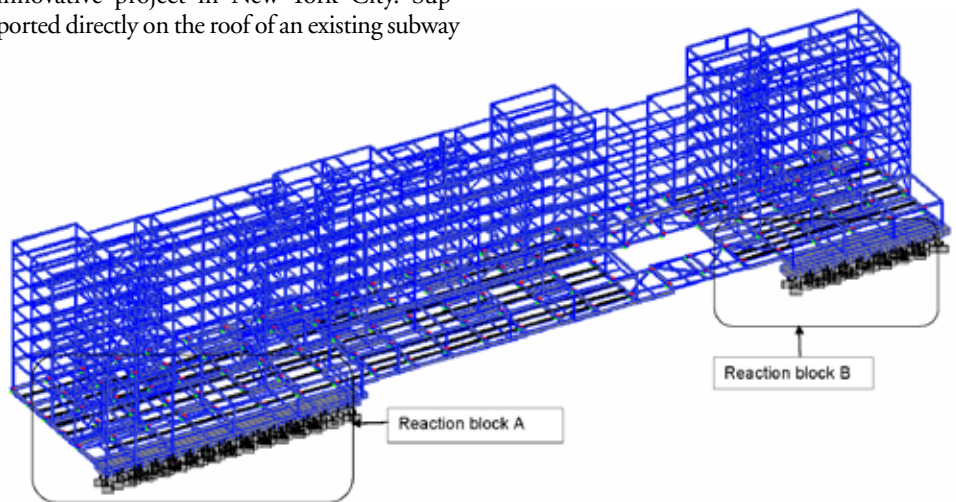 innovative project in New York City. Sup-
ported directly on the roof of an existing subway
Reaction block B
Reaction block A